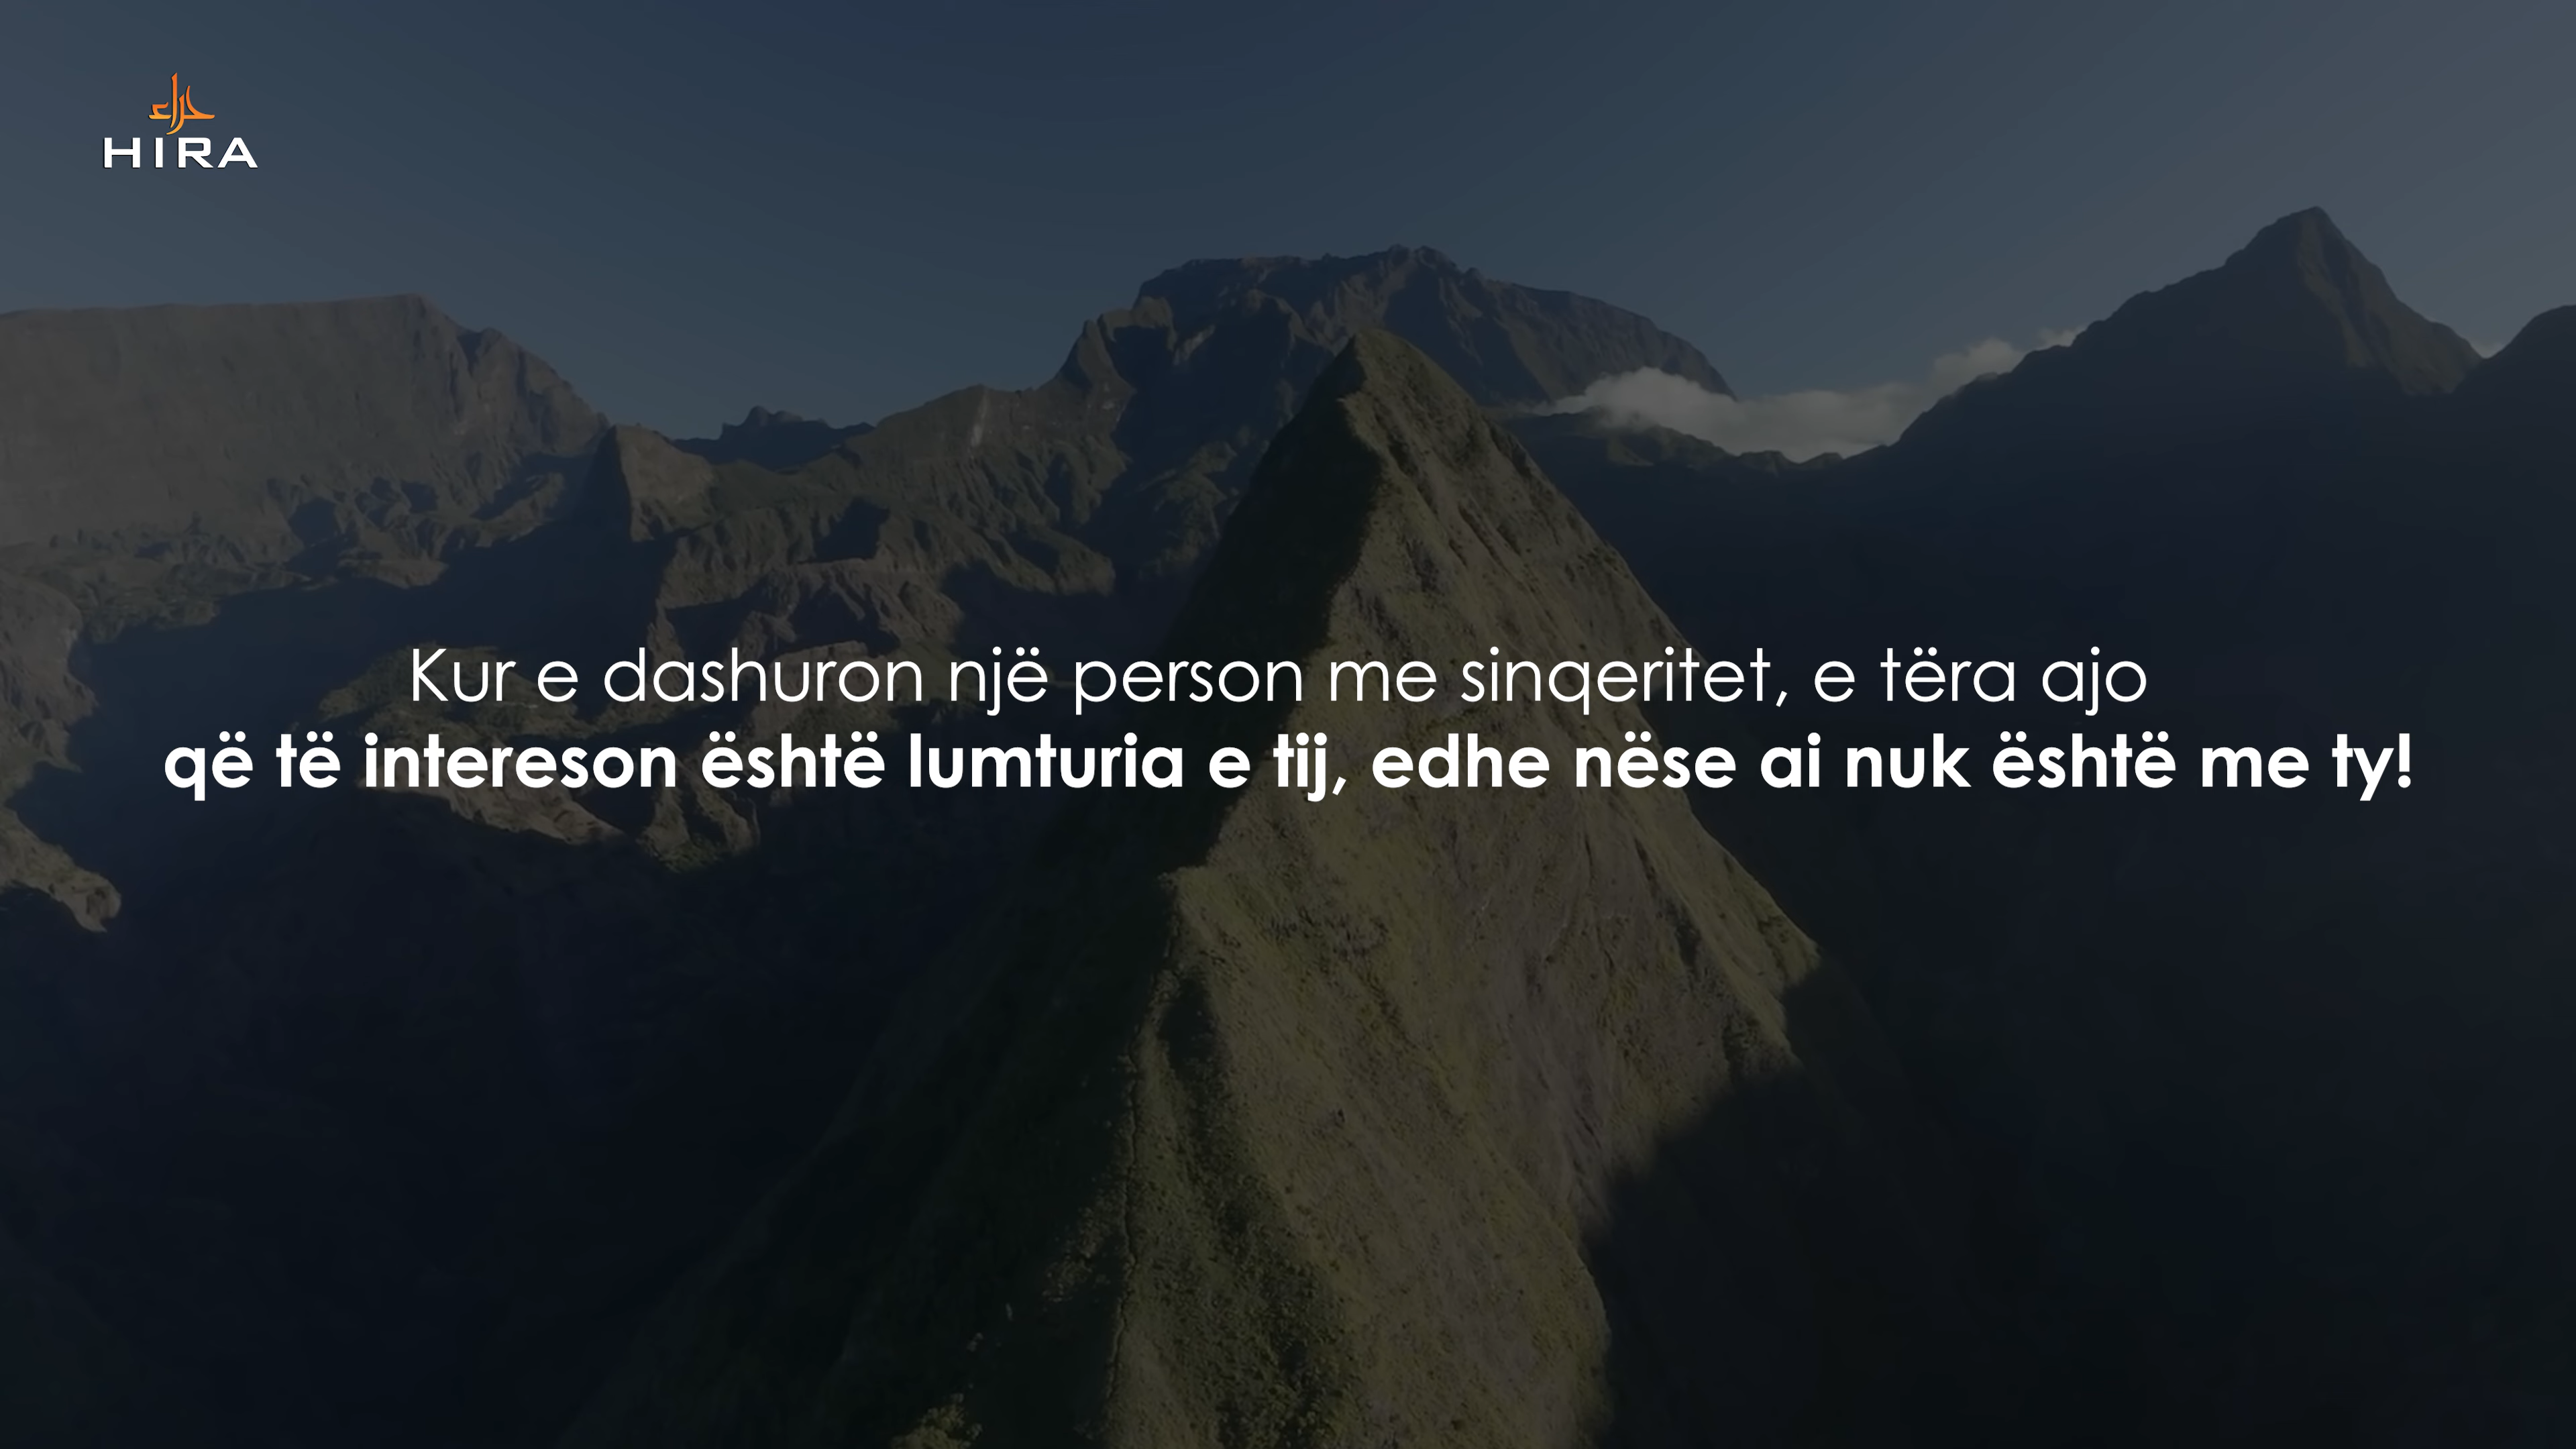 حراء
HIRA
Kur e dashuron një person me sinqeritet, e tëra ajo
që të intereson është lumturia e tij, edhe nëse ai nuk është me ty!